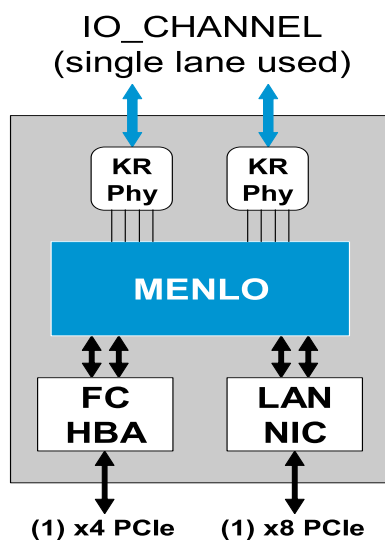 IO_CHANNEL
(single lane used)
KR KR
Phy Phy
MENLO
FC LAN
HBA NIC
(1) x4 PCIe (1) x8 PCIe